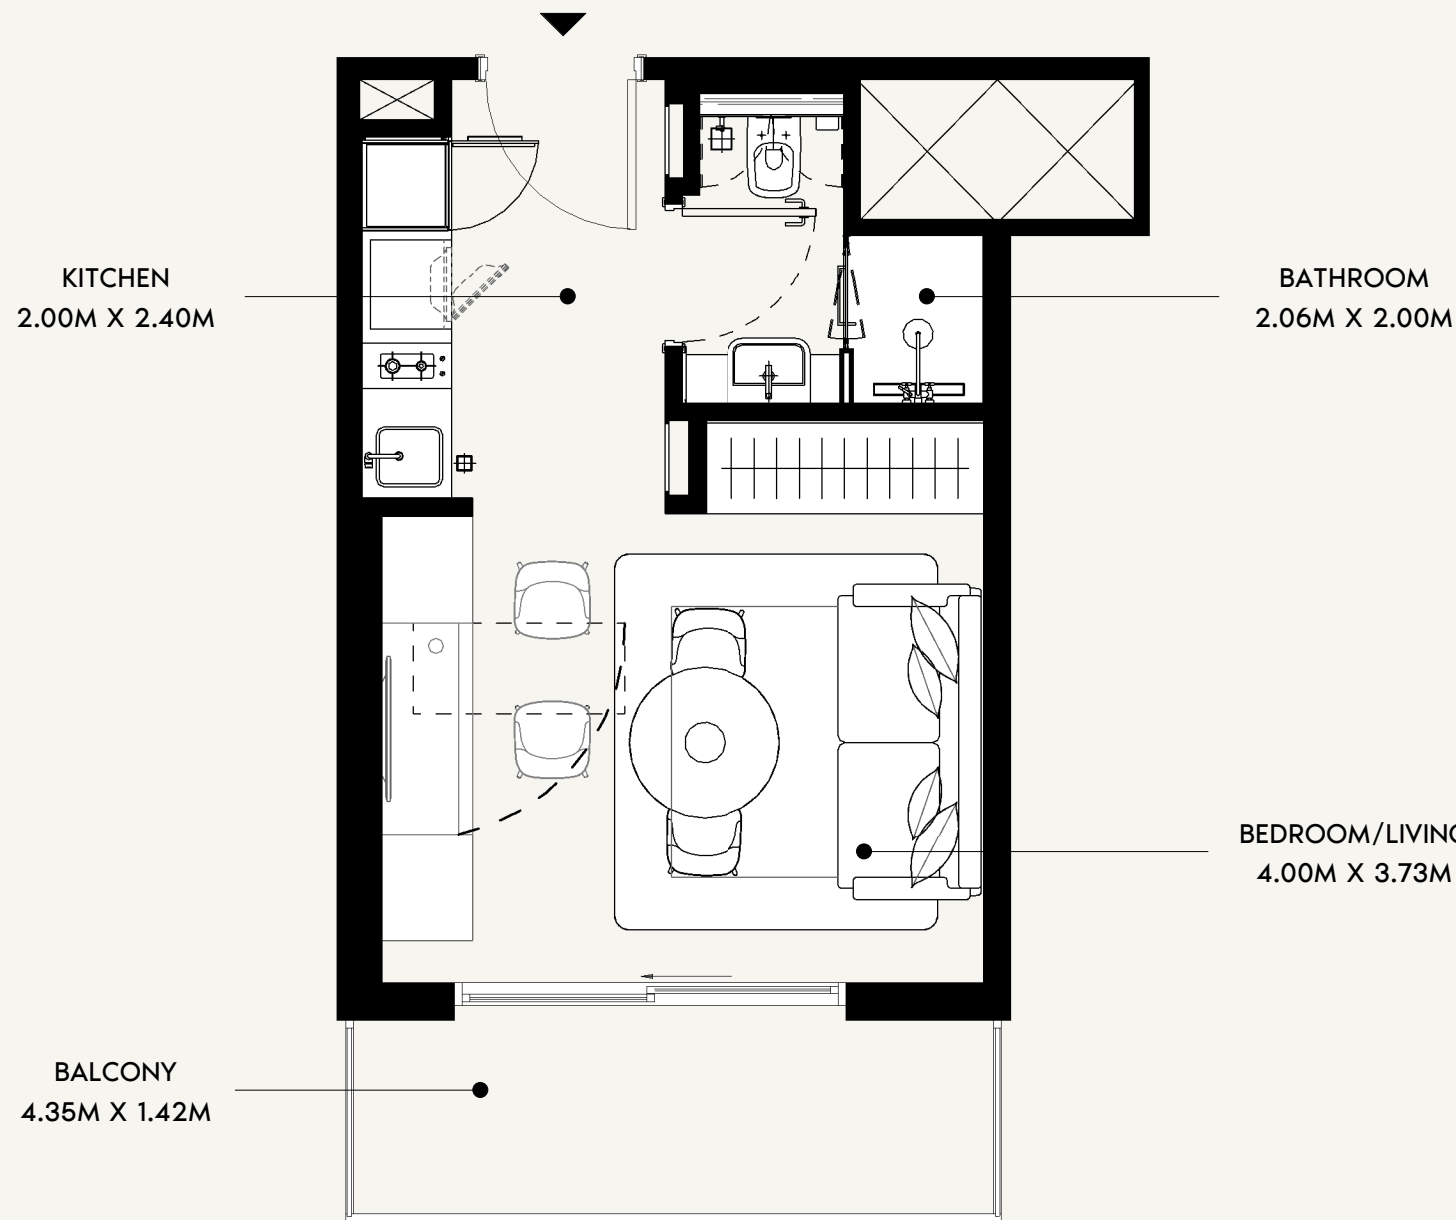 KITCHEN
2.00M X 2.40M
BATHROOM
2.06M X 2.00M
BEDROOM/LIVING
4.00M X 3.73M
BALCONY
4.35M X 1.42M